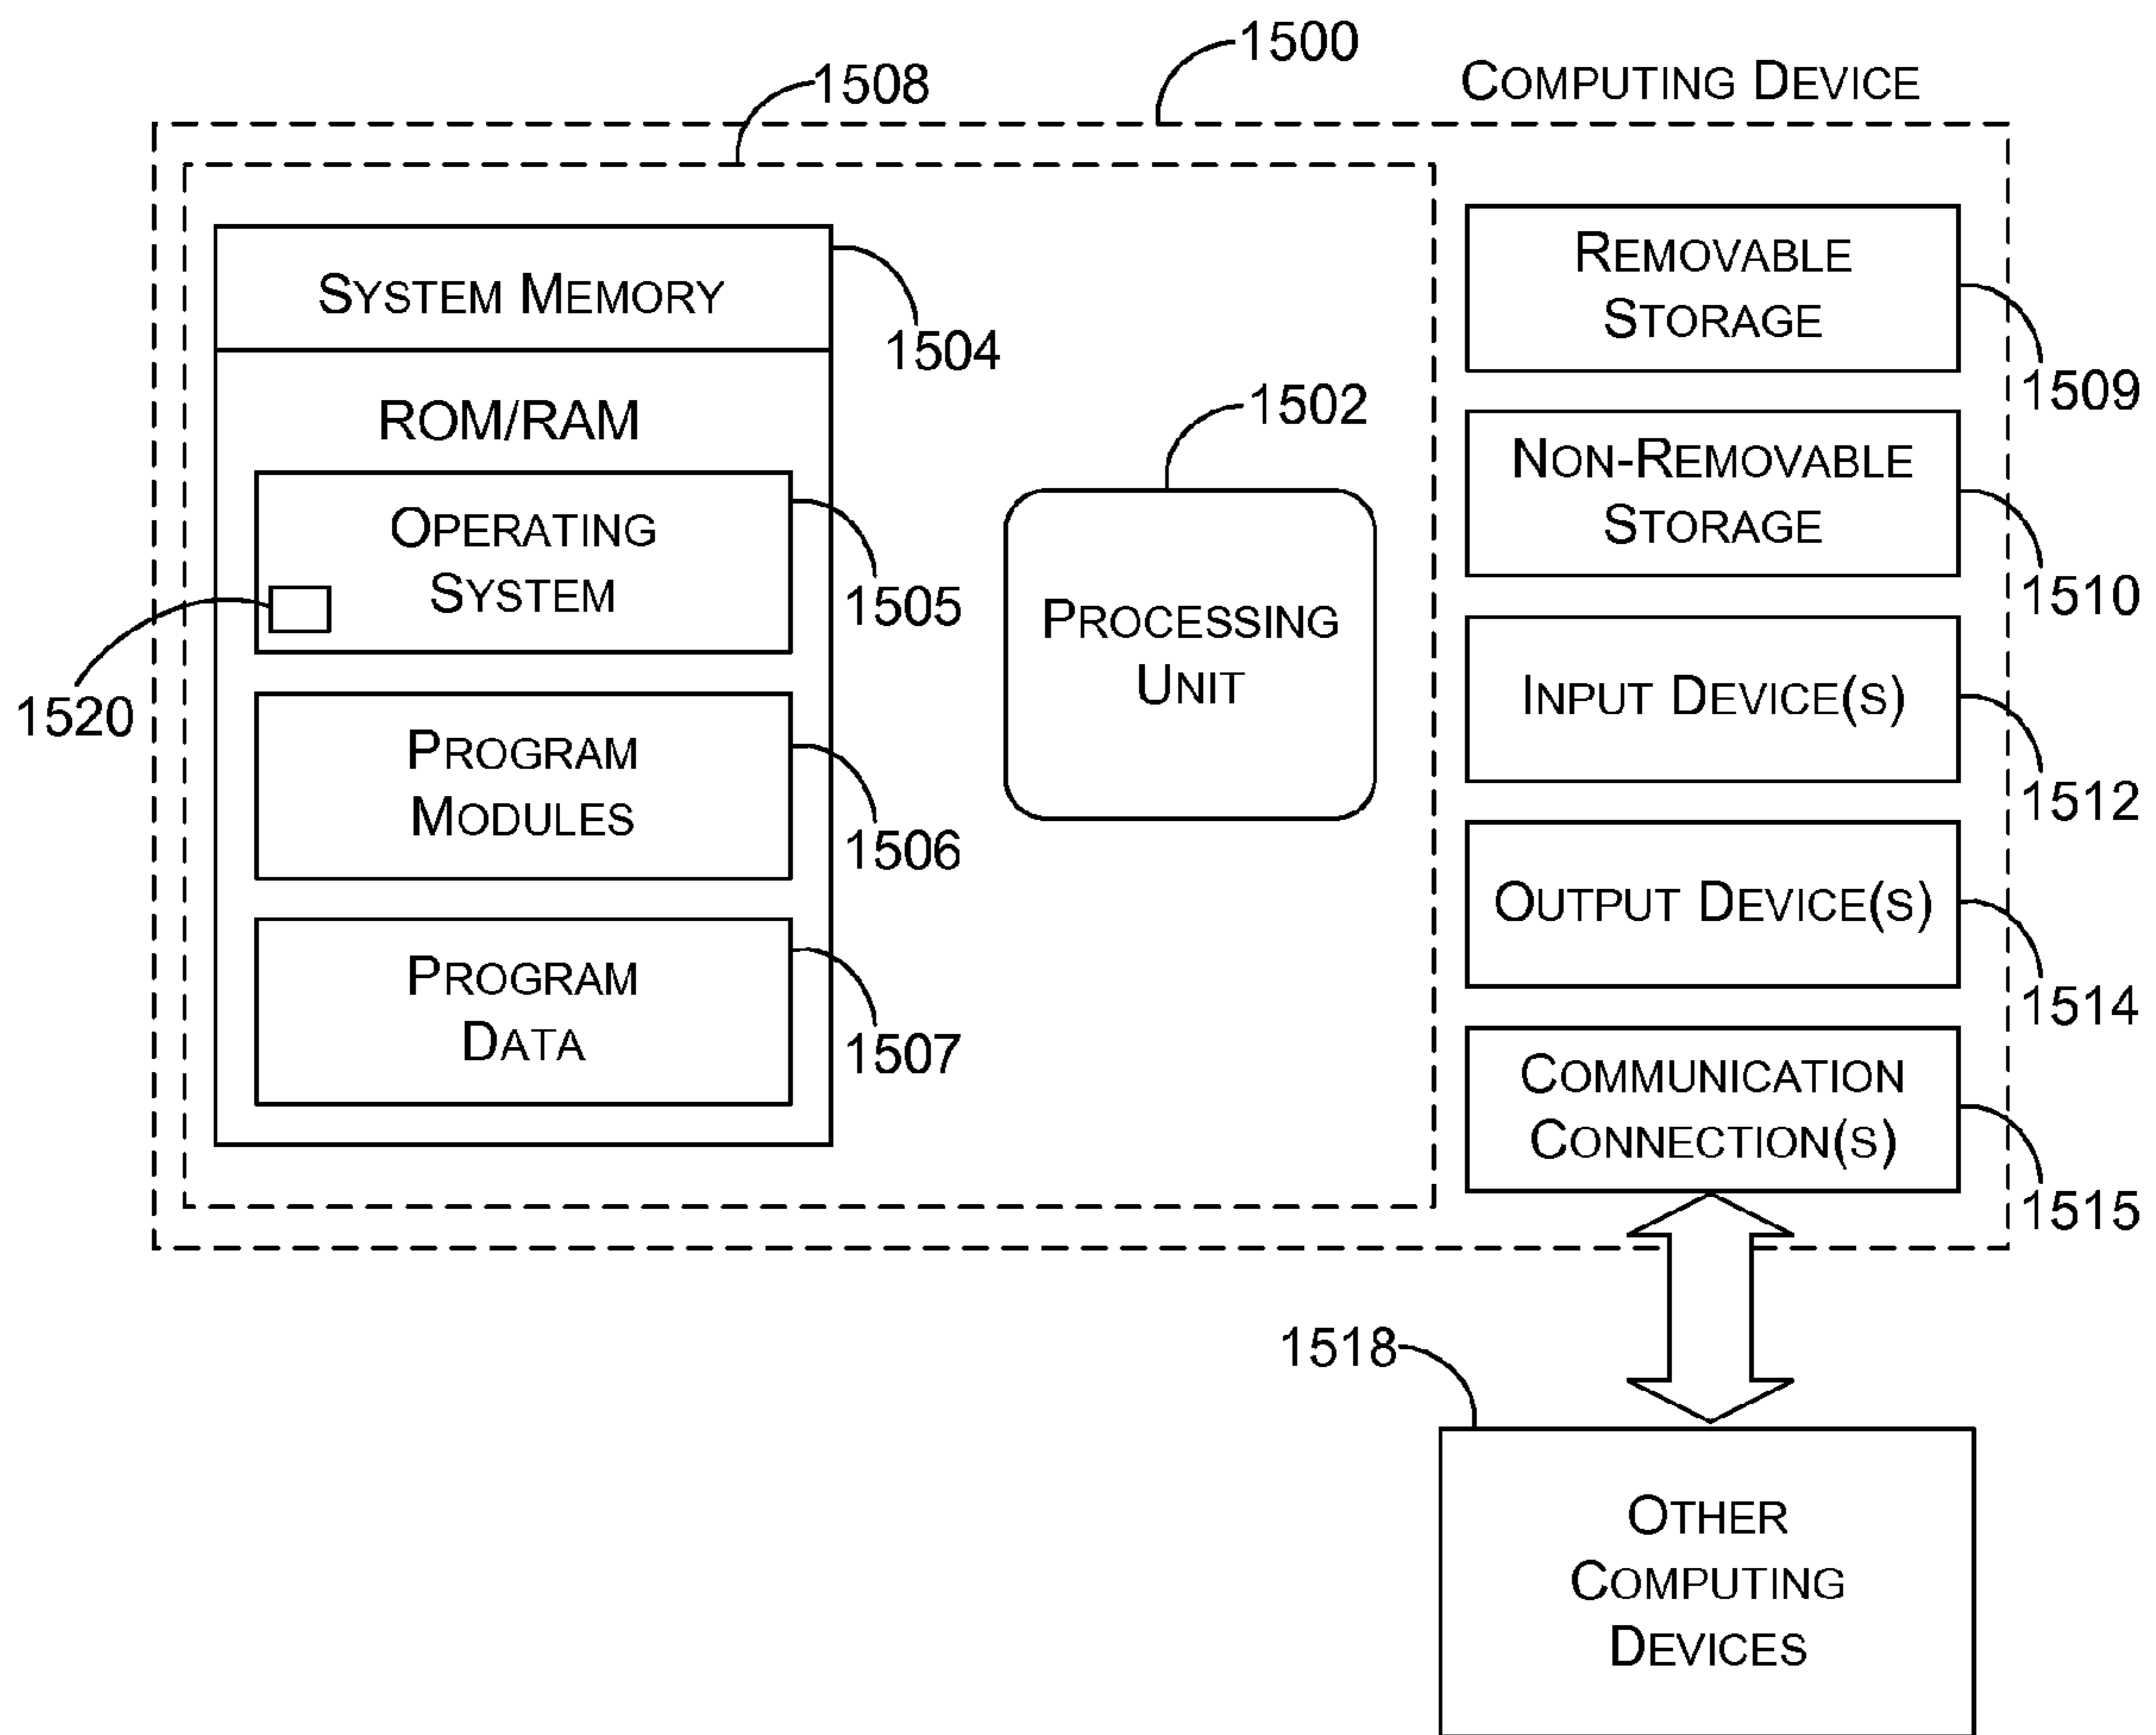 1500
COMPUTING DEVICE
1508
SYSTEM MEMORY
1504
ROM/RAM
OPERATING
SYSTEM
1505
1520
PROGRAM
MODULES
1506
PROGRAM
DATA
1507
1502
PROCESSING
UNIT
REMOVABLE
STORAGE
1509
NON-REMOVABLE
STORAGE
1510
INPUT DEVICE(S)
1512
OUTPUT DEVICE(S)
1514
COMMUNICATION
CONNECTION(S)
1515
1518
OTHER
COMPUTING
DEVICES